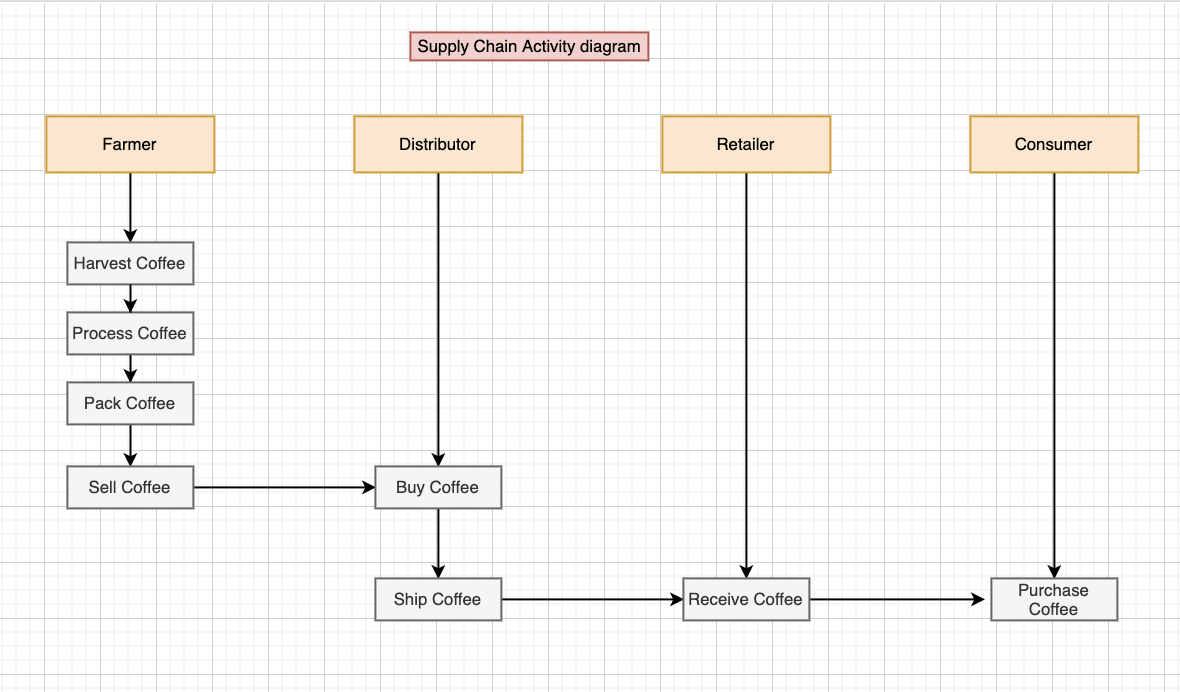 Supply Chain Activity diagram
Farmer
Distributor
Retailer
Consumer
Harvest Coffee
Process Coffee
Pack Coffee
Sell Coffee
Buy Coffee
Ship Coffee
Receive Coffee
Purchase
Coffee